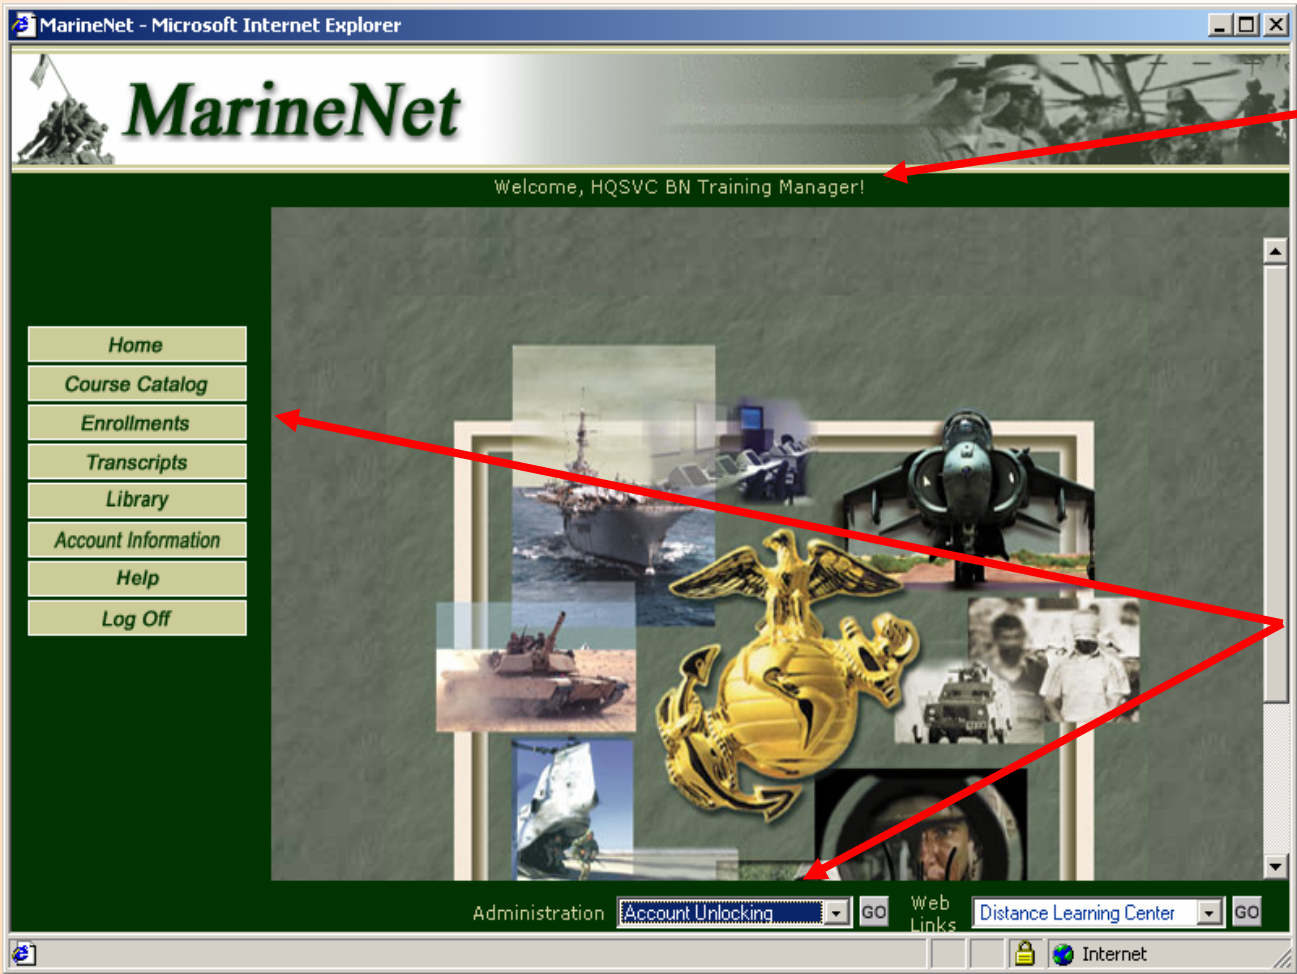 MarineNet - Microsoft Internet Explorer
MarineNet
Welcome, HQSVC BN Training Manager!
Home
Course Catalog
Enrollments
Transcripts
Library
Account Information
Help
Log Off
Administration Account Unlocking GO Web Links Distance Learning Center GO
Internet